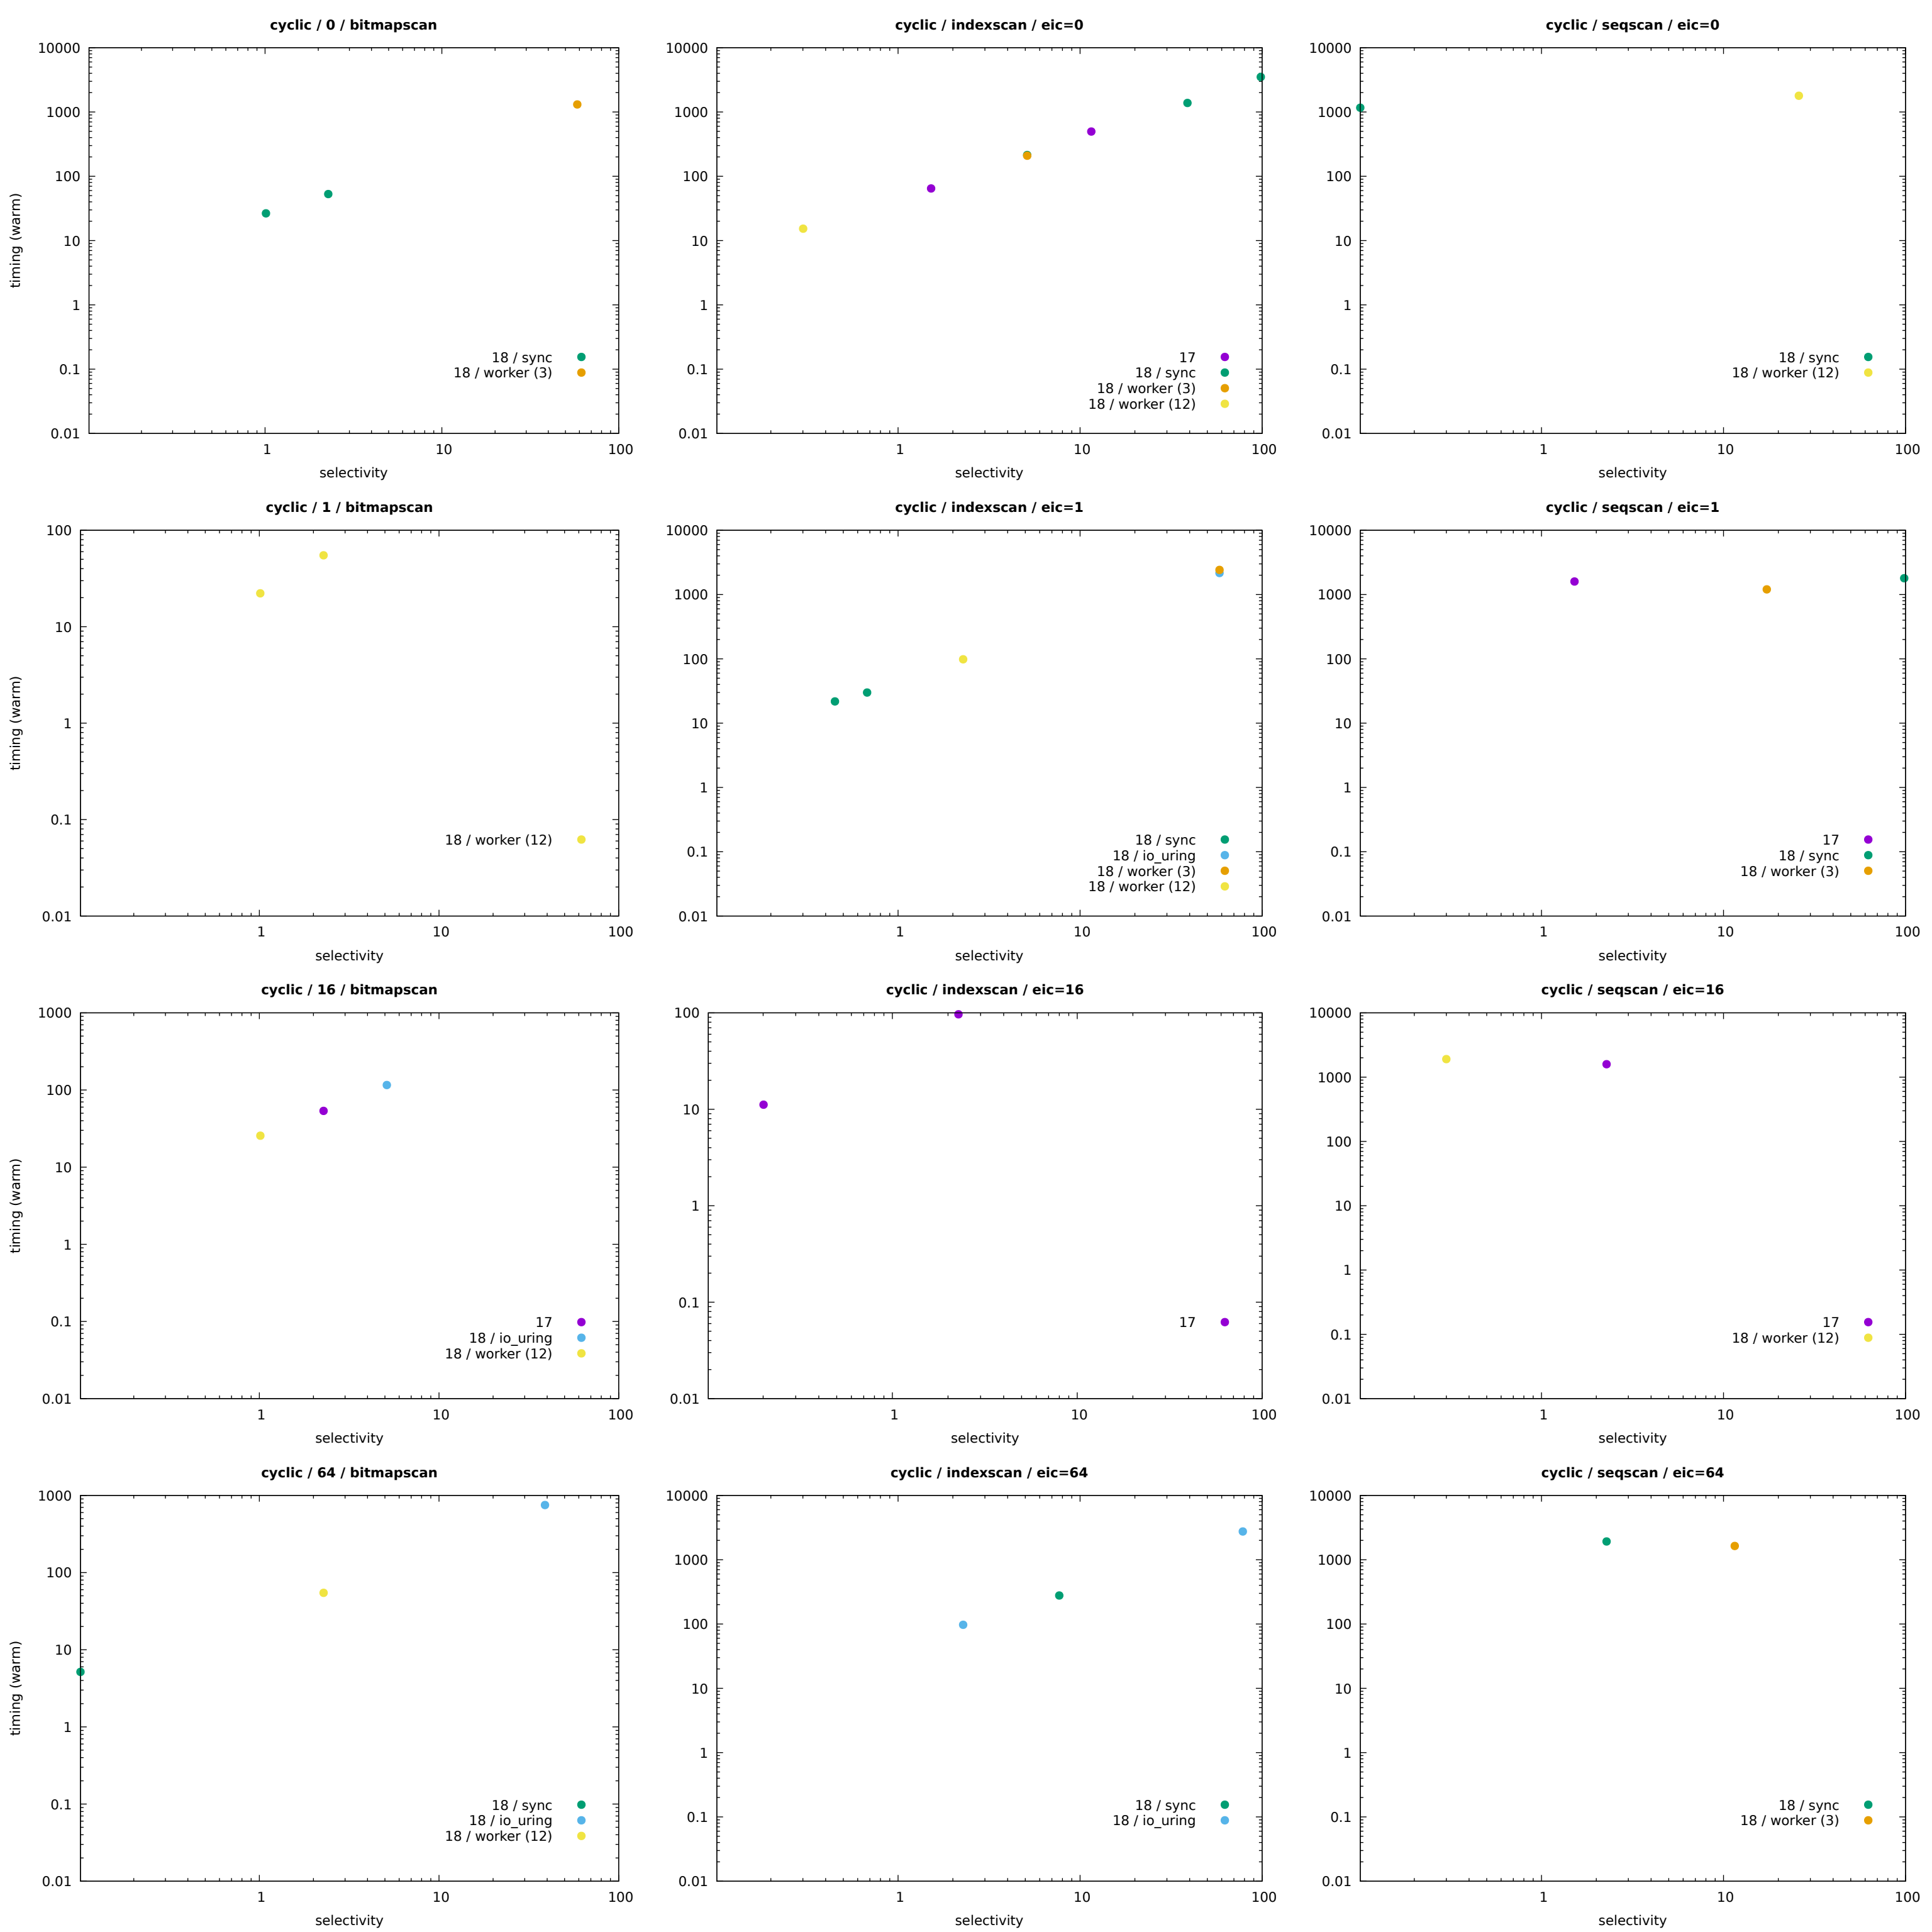 cyclic / 0 / bitmapscan
10000
1000
100
10
1
0.1
0.01
timing (warm)
18 / sync
18 / worker (3)
1 10 100
selectivity
cyclic / indexscan / eic=0
10000
1000
100
10
1
0.1
0.01
17
18 / sync
18 / worker (3)
18 / worker (12)
1 10 100
selectivity
cyclic / seqscan / eic=0
10000
1000
100
10
1
0.1
0.01
18 / sync
18 / worker (12)
1 10 100
selectivity
cyclic / 1 / bitmapscan
100
10
1
0.1
0.01
timing (warm)
18 / worker (12)
1 10 100
selectivity
cyclic / indexscan / eic=1
10000
1000
100
10
1
0.1
0.01
18 / sync
18 / io_uring
18 / worker (3)
18 / worker (12)
1 10 100
selectivity
cyclic / seqscan / eic=1
10000
1000
100
10
1
0.1
0.01
17
18 / sync
18 / worker (3)
1 10 100
selectivity
cyclic / 16 / bitmapscan
1000
100
10
1
0.1
0.01
timing (warm)
17
18 / io_uring
18 / worker (12)
1 10 100
selectivity
cyclic / indexscan / eic=16
100
10
1
0.1
0.01
17
1 10 100
selectivity
cyclic / seqscan / eic=16
10000
1000
100
10
1
0.1
0.01
17
18 / worker (12)
1 10 100
selectivity
cyclic / 64 / bitmapscan
1000
100
10
1
0.1
0.01
timing (warm)
18 / sync
18 / io_uring
18 / worker (12)
1 10 100
selectivity
cyclic / indexscan / eic=64
10000
1000
100
10
1
0.1
0.01
18 / sync
18 / io_uring
1 10 100
selectivity
cyclic / seqscan / eic=64
10000
1000
100
10
1
0.1
0.01
18 / sync
18 / worker (3)
1 10 100
selectivity